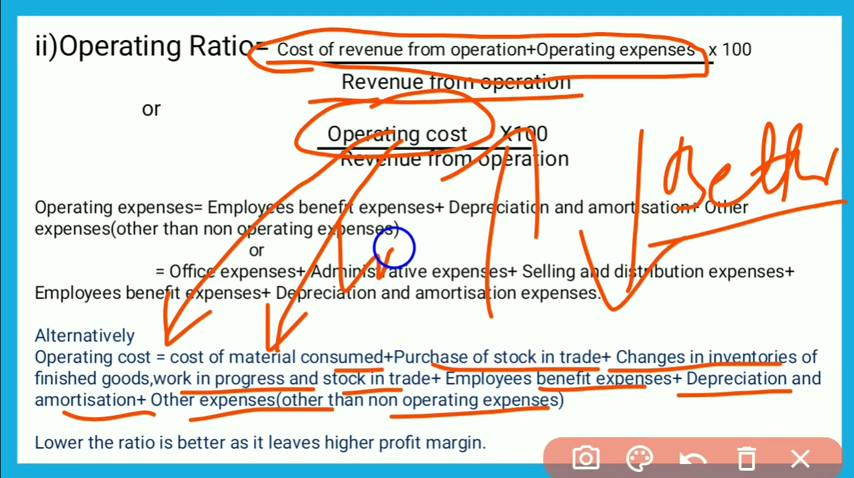 ii)Operating Ratio= Cost of revenue from operation+Operating expenses x 100
Revenue from operation
or
Operating cost X100
Revenue from operation
Better
Operating expenses= Employees benefit expenses+ Depreciation and amortisation+ Other
expenses(other than non operating expenses)
or
= Office expenses+ Administrative expenses+ Selling and distribution expenses+
Employees benefit expenses+ Depreciation and amortisation expenses.
Alternatively
Operating cost = cost of material consumed+Purchase of stock in trade+ Changes in inventories of
finished goods,work in progress and stock in trade+ Employees benefit expenses+ Depreciation and
amortisation+ Other expenses(other than non operating expenses)
Lower the ratio is better as it leaves higher profit margin.